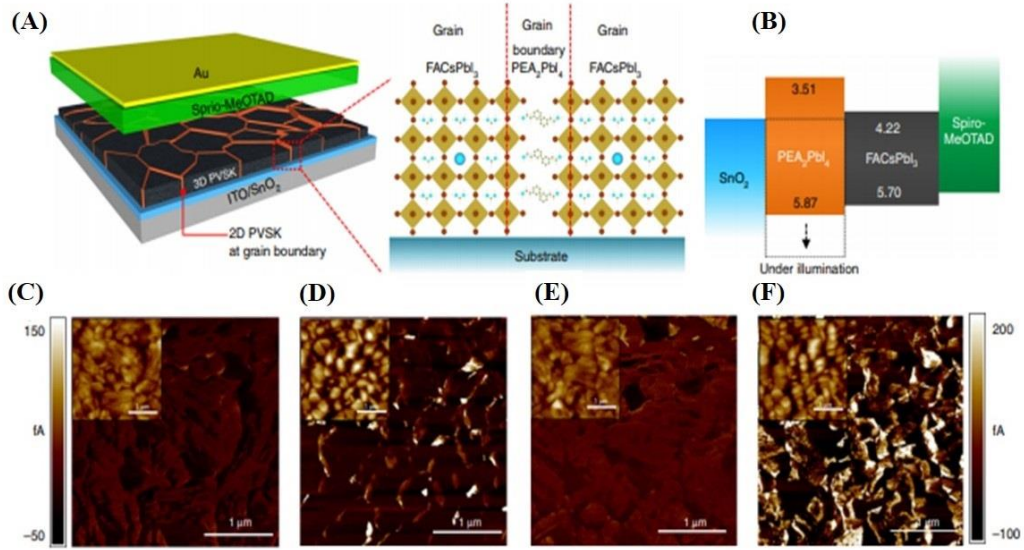 (A)
Au
Sprio-MeOTAD
3D PVSK
ITO/SnO₂
2D PVSK
at grain boundary
Grain
FACsPbI₃
Grain
boundary
PEA₂PbI₄
Grain
FACsPbI₃
Substrate
(B)
SnO₂
3.51
PEA₂PbI₄
5.87
4.22
FACsPbI₃
5.70
Spiro-
MeOTAD
Under illumination
(C)
150
fA
−50
1 μm
(D)
1 μm
(E)
1 μm
(F)
1 μm
200
fA
−100